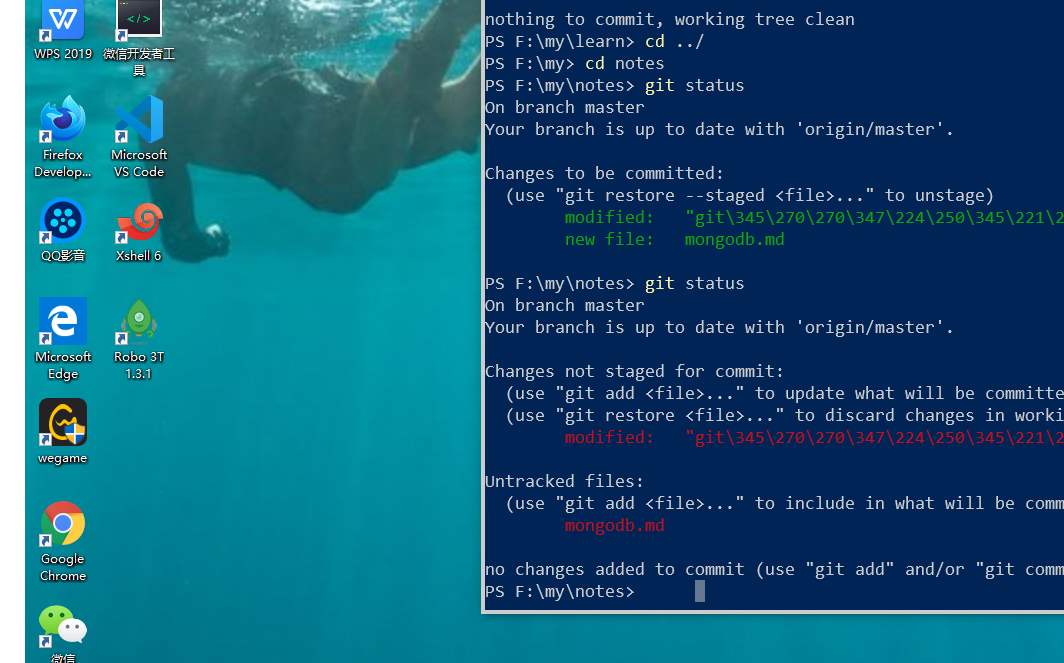 WPS 2019
微信开发者工
具
Firefox
Develop...
Microsoft
VS Code
QQ影音
Xshell 6
Microsoft
Edge
Robo 3T
1.3.1
wegame
Google
Chrome
微信
nothing to commit, working tree clean
PS F:\my\learn> cd ../
PS F:\my> cd notes
PS F:\my\notes> git status
On branch master
Your branch is up to date with 'origin/master'.
Changes to be committed:
(use "git restore --staged <file>..." to unstage)
modified: "git\345\270\270\347\224\250\345\221\2
new file: mongodb.md
PS F:\my\notes> git status
On branch master
Your branch is up to date with 'origin/master'.
Changes not staged for commit:
(use "git add <file>..." to update what will be committe
(use "git restore <file>..." to discard changes in worki
modified: "git\345\270\270\347\224\250\345\221\2
Untracked files:
(use "git add <file>..." to include in what will be comm
mongodb.md
no changes added to commit (use "git add" and/or "git comm
PS F:\my\notes>